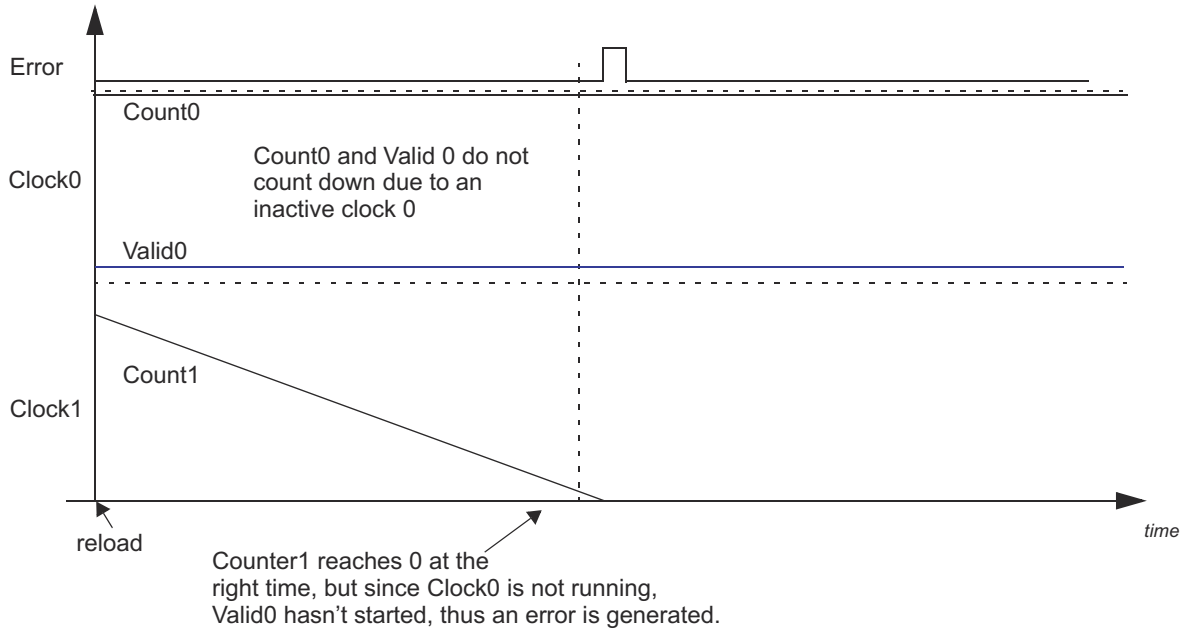 Error
Count0
Count0 and Valid 0 do not
count down due to an
inactive clock 0
Clock0
Valid0
Count1
Clock1
reload
time
Counter1 reaches 0 at the
right time, but since Clock0 is not running,
Valid0 hasn't started, thus an error is generated.